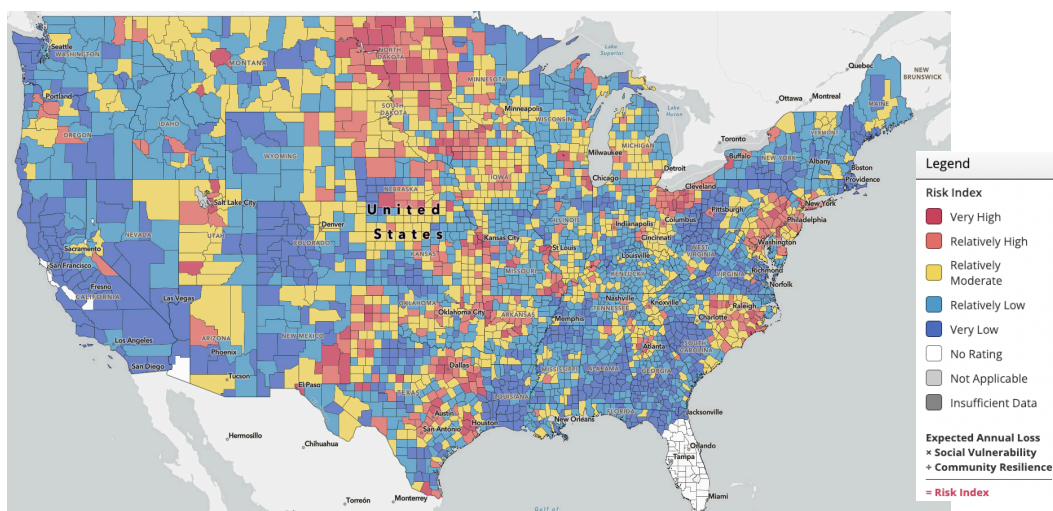 Lake
Superior
Quebec
NEW
BRUNSWICK
Seattle
WASHINGTON
NORTH
DAKOTA
MONTANA
MINNESOTA
MAINE
Ottawa
Montreal
Portland
SOUTH
DAKOTA
Minneapolis
WISCONSIN
Lake
Huron
VERMONT
OREGON
IDAHO
Toronto
MICHIGAN
WYOMING
Milwaukee
Buffalo
NEW YORK
Albany
Boston
Detroit
Providence
IOWA
Chicago
Cleveland
NEBRASKA
Salt Lake City
United
States
Pittsburgh
New York
Philadelphia
ILLINOIS
Indianapolis
Columbus
NEVADA
UTAH
Denver
COLORADO
Sacramento
Kansas City
St Louis
Cincinnati
Washington
San Francisco
KANSAS
MISSOURI
Louisville
WEST
VIRGINIA
Richmond
Fresno
KENTUCKY
VIRGINIA
Norfolk
CALIFORNIA
Las Vegas
Nashville
Knoxville
Raleigh
OKLAHOMA
Oklahoma City
ARKANSAS
TENNESSEE
Memphis
Charlotte
Los Angeles
ARIZONA
NEW MEXICO
Phoenix
SOUTH
CAROLINA
Atlanta
San Diego
Dallas
MISSISSIPPI
ALABAMA
GEORGIA
Tucson
El Paso
TEXAS
LOUISIANA
Austin
FLORIDA
Jacksonville
San Antonio
Houston
New Orleans
Hermosillo
Chihuahua
Orlando
Tampa
Torreón
Monterrey
Miami
Gulf of
Legend
Risk Index
Very High
Relatively High
Relatively
Moderate
Relatively Low
Very Low
No Rating
Not Applicable
Insufficient Data
Expected Annual Loss
× Social Vulnerability
÷ Community Resilience
= Risk Index